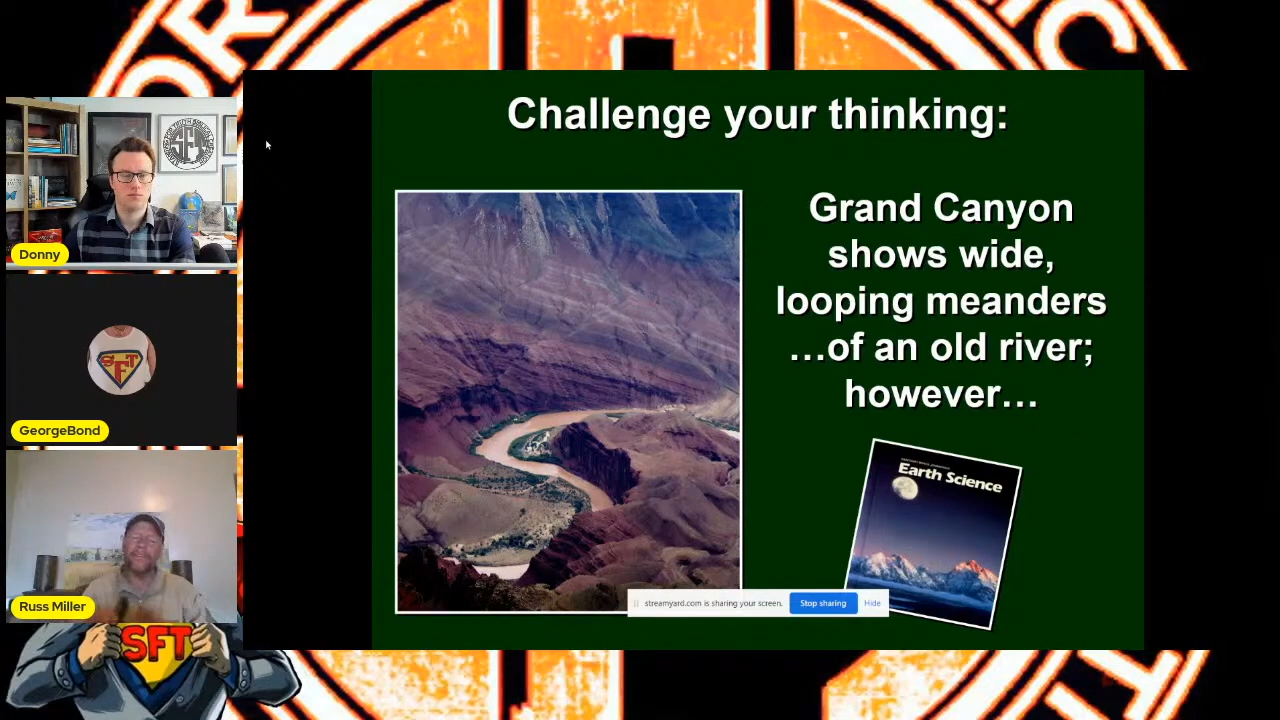 Challenge your thinking:
Grand Canyon
shows wide,
looping meanders
...of an old river;
however...
Earth Science
streamyard.com is sharing your screen.
Stop sharing
Hide
Donny
GeorgeBond
Russ Miller
SFT
SFT
SFT